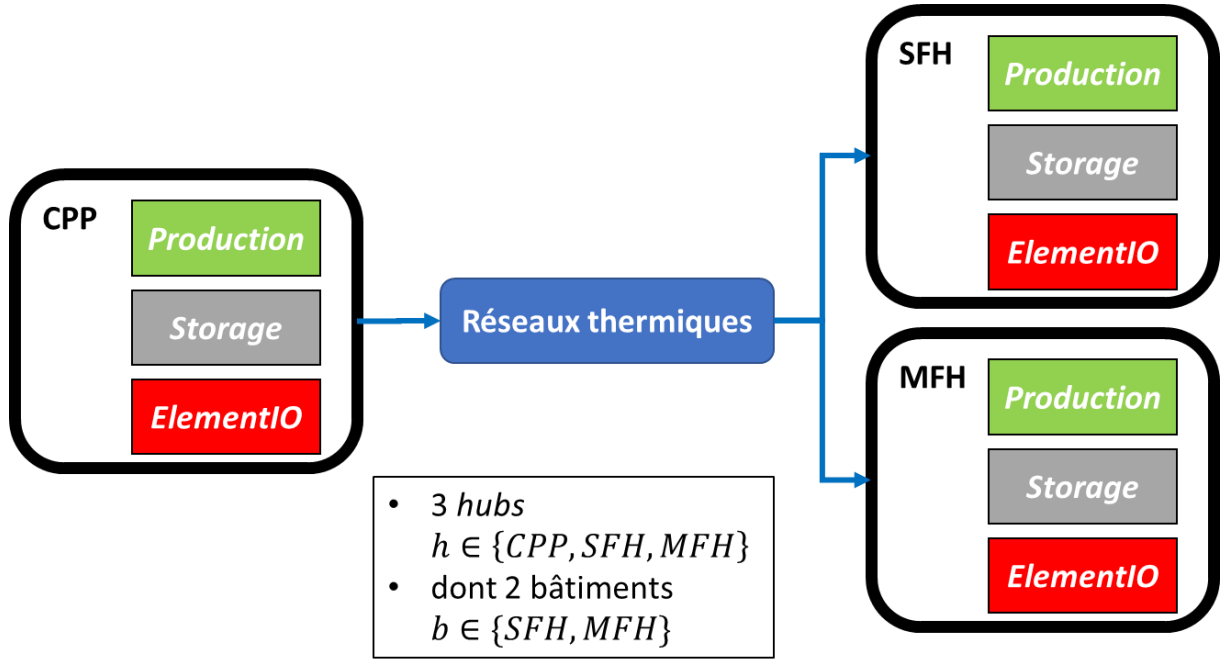 CPP
Production
Storage
ElementIO
Réseaux thermiques
SFH
Production
Storage
ElementIO
MFH
Production
Storage
ElementIO
• 3 hubs
h ∈ {CPP, SFH, MFH}
• dont 2 bâtiments
b ∈ {SFH, MFH}